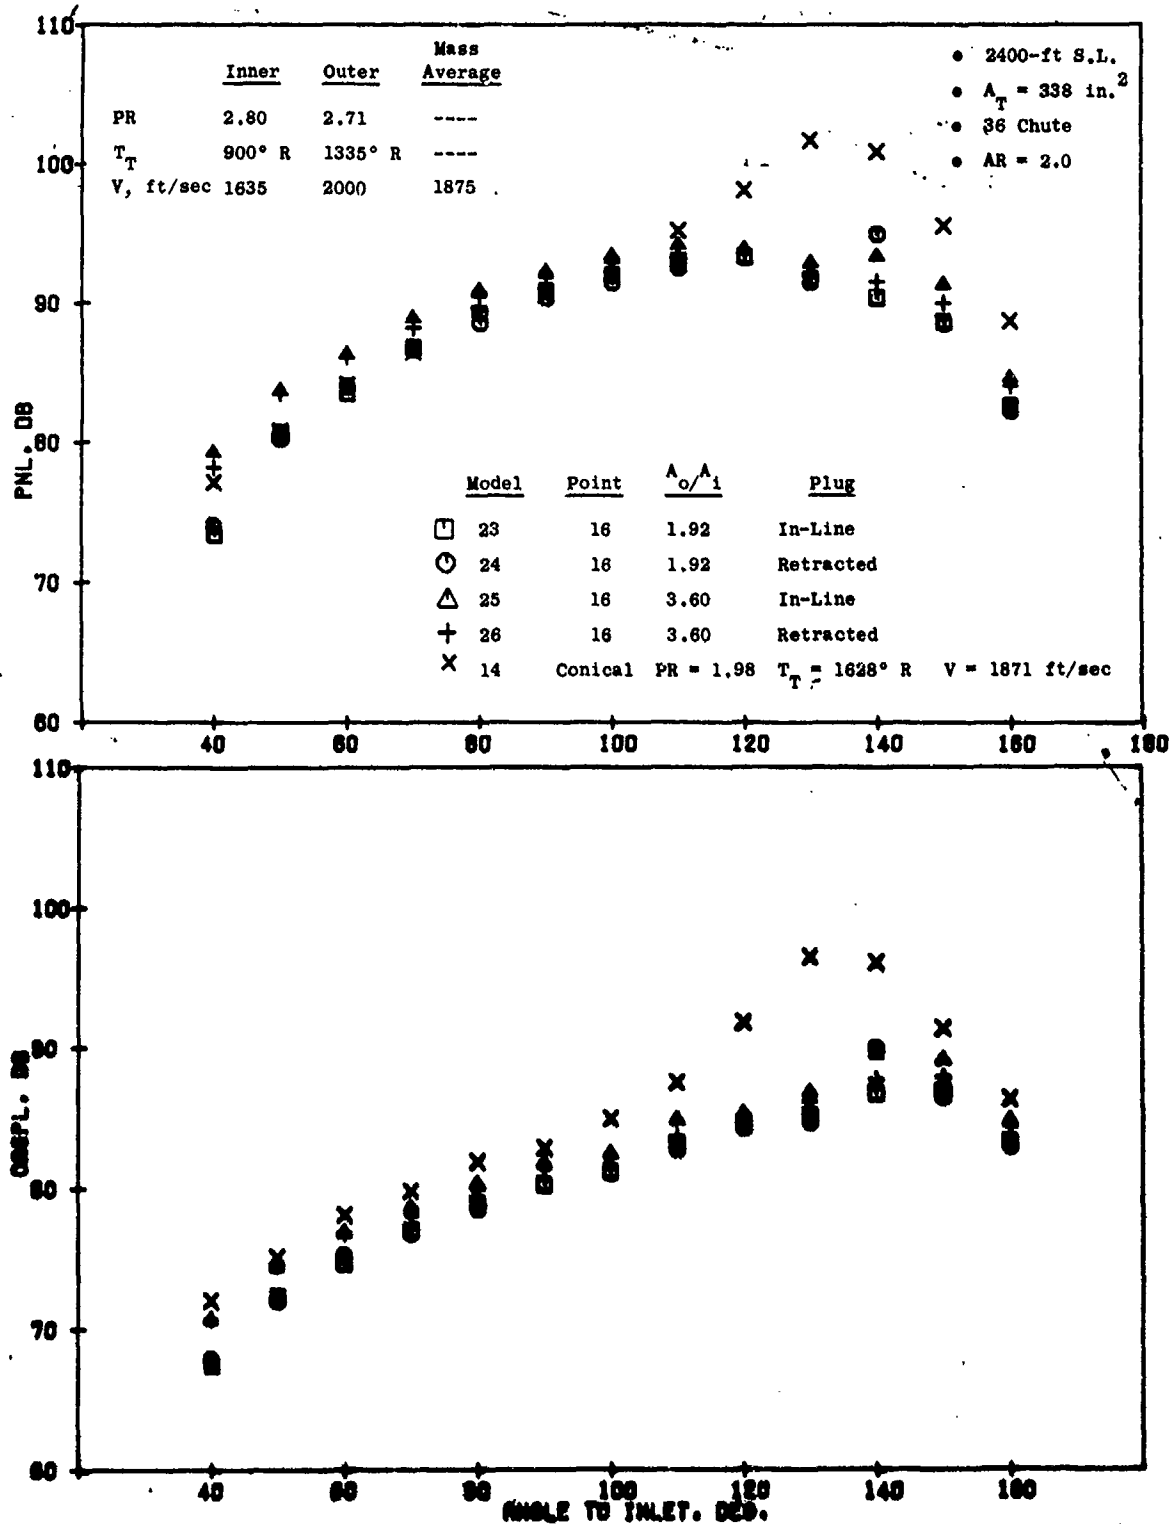 110
Mass
Inner Outer Average
PR 2.80 2.71 ----
T_T 900° R 1335° R ----
V, ft/sec 1635 2000 1875
• 2400-ft S.L.
• A_T = 338 in.²
• 36 Chute
• AR = 2.0
100
90
80
70
60
PNL. DB
Model Point A_o/A_i Plug
23 16 1.92 In-Line
24 16 1.92 Retracted
25 16 3.60 In-Line
26 16 3.60 Retracted
14 Conical PR = 1.98 T_T = 1628° R V = 1871 ft/sec
40 60 80 100 120 140 160 180
110
100
90
80
70
60
DB
40 60 80 100 120 140 160
ANGLE TO INLET. DEG.